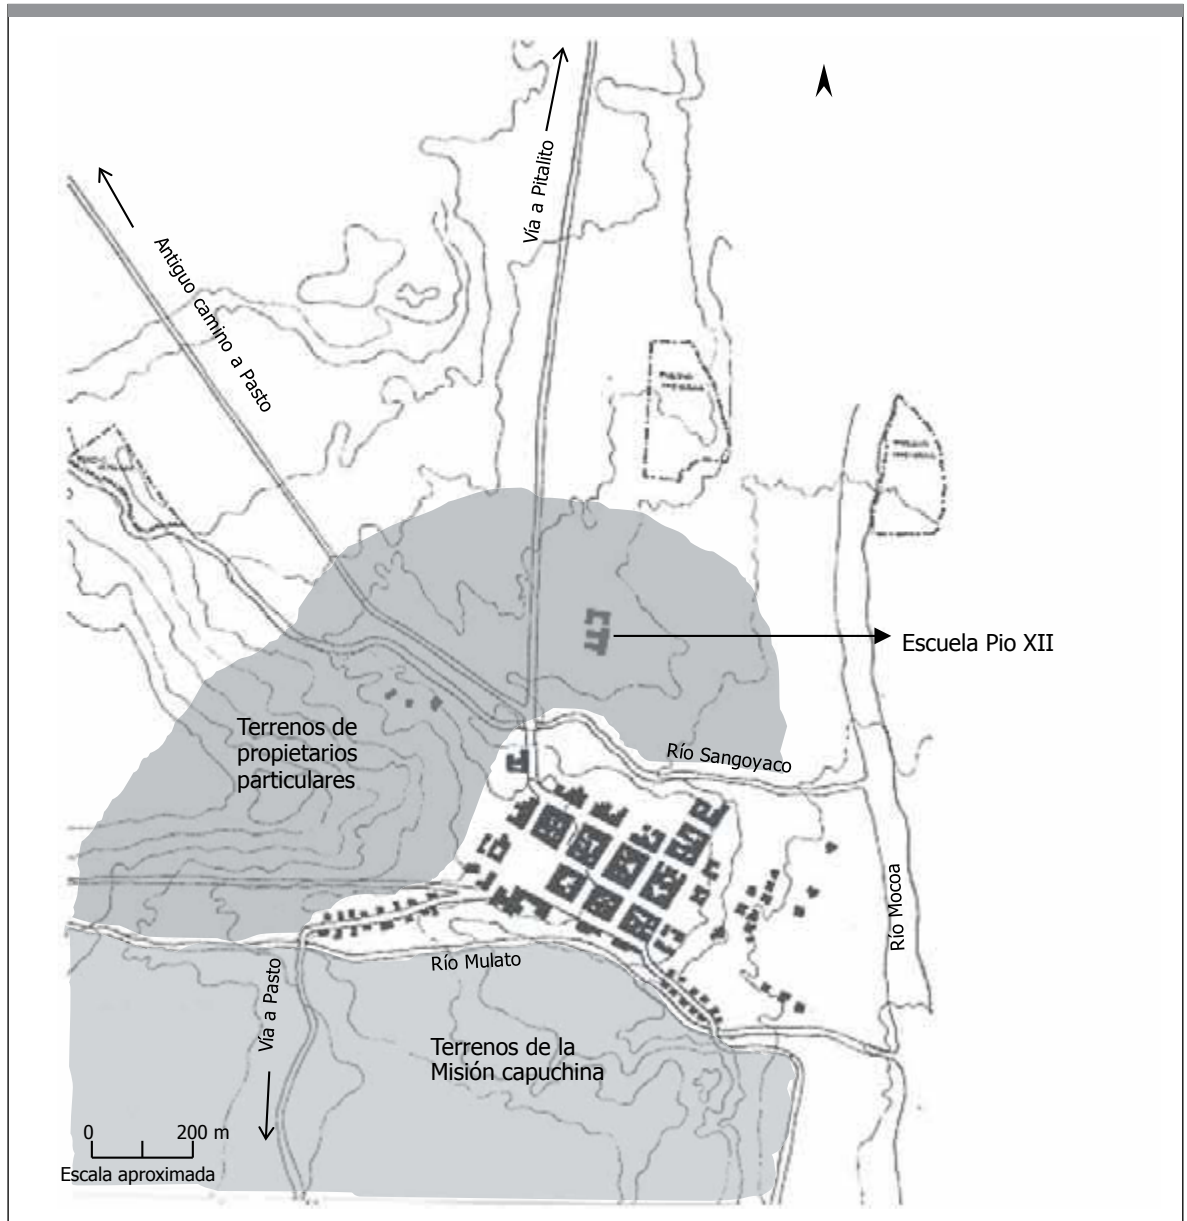 Vía a Pitalito
Antiguo camino a Pasto
Escuela Pio XII
Terrenos de
propietarios
particulares
Río Sangoyaco
Río Mocoa
Río Mulato
Vía a Pasto
Terrenos de la
Misión capuchina
0 200 m
Escala aproximada